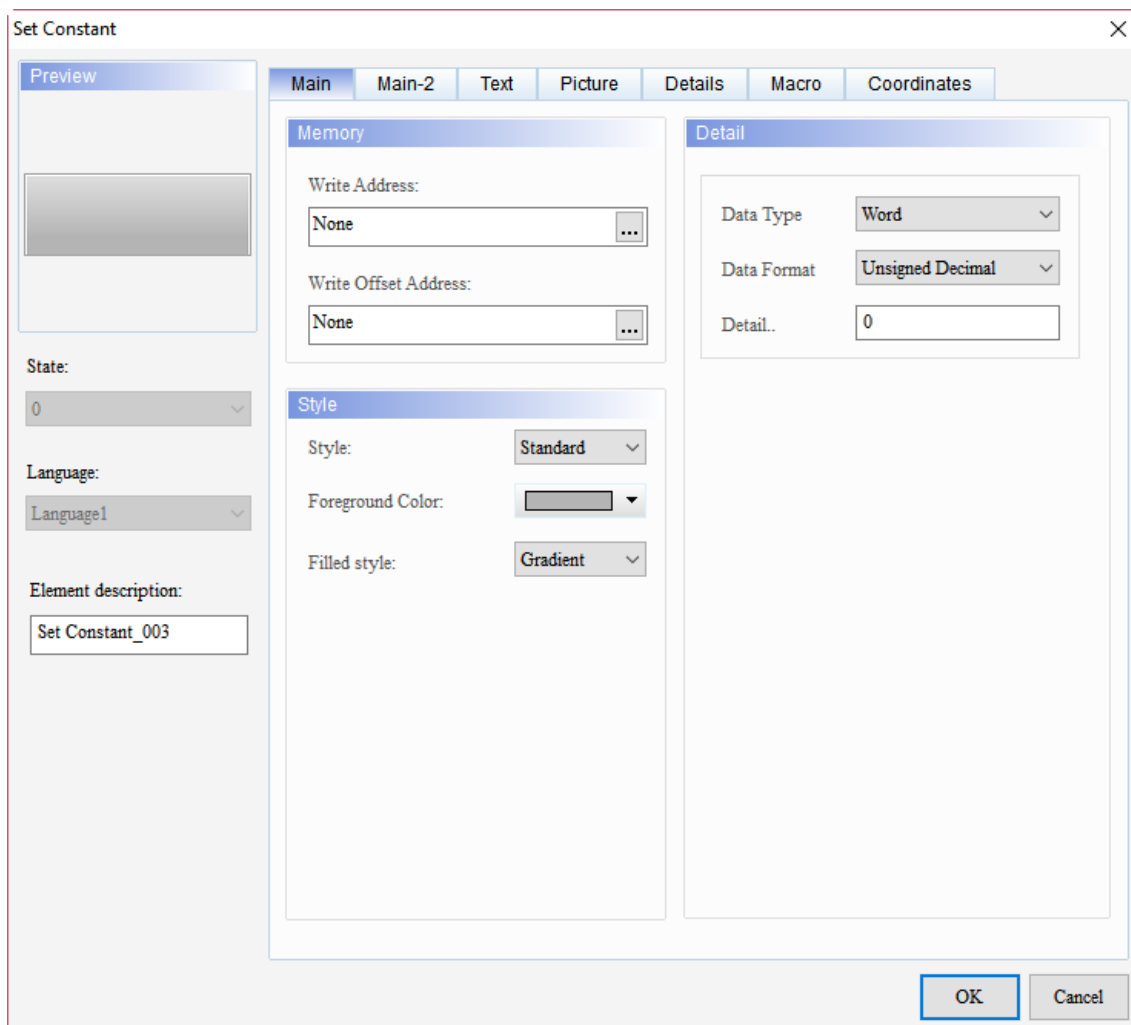 Set Constant
Preview
State:
0
Language:
Language1
Element description:
Set Constant_003
Main Main-2 Text Picture Details Macro Coordinates
Memory
Write Address:
None ...
Write Offset Address:
None ...
Style
Style: Standard
Foreground Color:
Filled style: Gradient
Detail
Data Type Word
Data Format Unsigned Decimal
Detail.. 0
OK Cancel